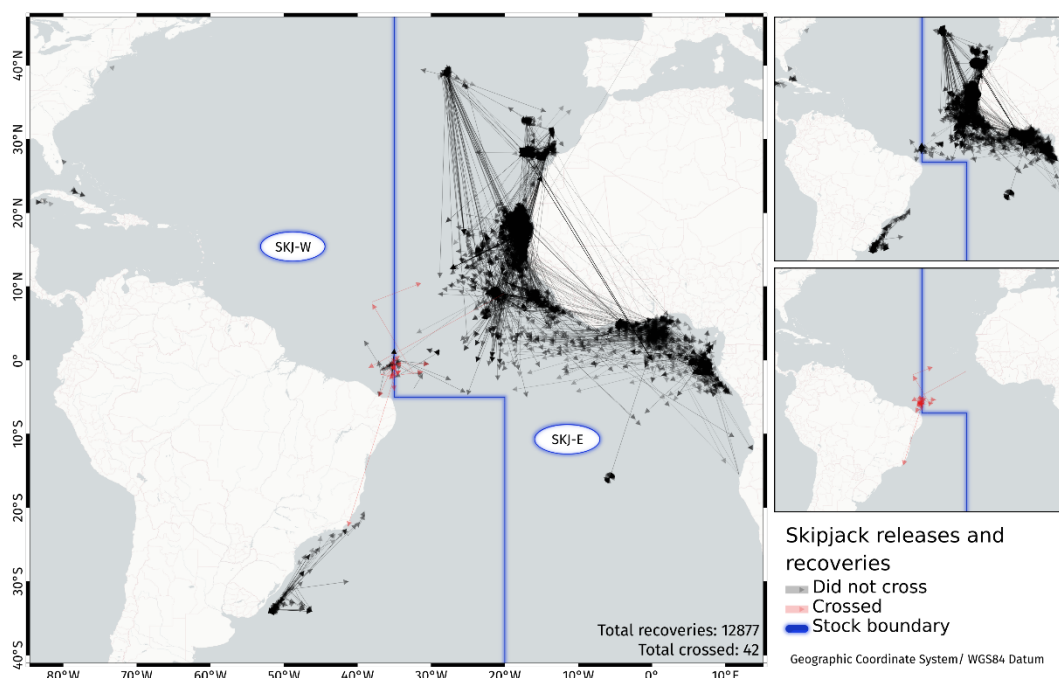 40°N
30°N
20°N
10°N
0°
10°S
20°S
30°S
40°S
SKJ-W
SKJ-E
Total recoveries: 12877
Total crossed: 42
80°W
70°W
60°W
50°W
40°W
30°W
20°W
10°W
0°
10°E
Skipjack releases and
recoveries
Did not cross
Crossed
Stock boundary
Geographic Coordinate System/ WGS84 Datum